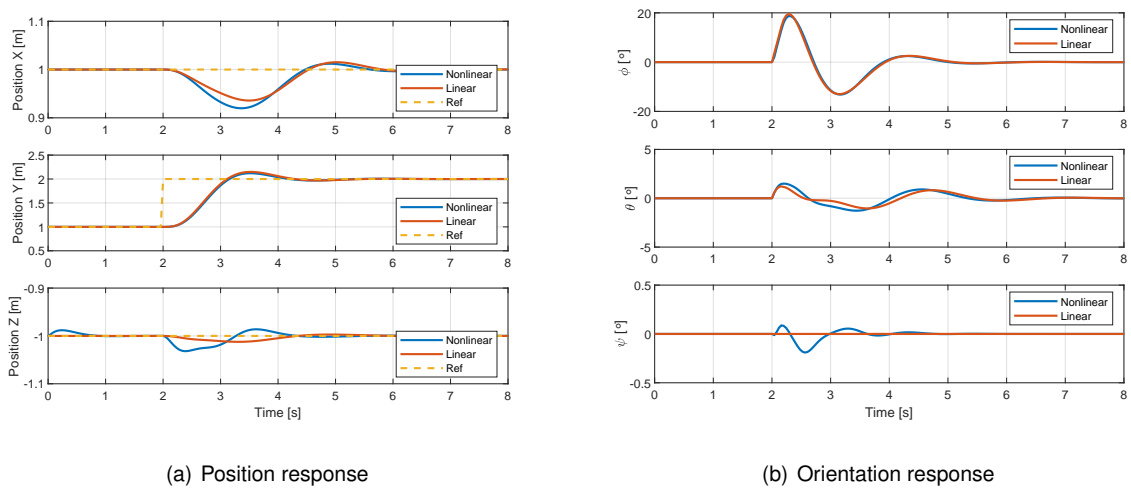 1.1
1
0.9
Position X [m]
Nonlinear
Linear
Ref
0 1 2 3 4 5 6 7 8
2.5
2
1.5
1
0.5
Position Y [m]
Nonlinear
Linear
Ref
0 1 2 3 4 5 6 7 8
-0.9
-1
-1.1
Position Z [m]
Nonlinear
Linear
Ref
0 1 2 3 4 5 6 7 8
Time [s]
(a) Position response
20
0
-20
ϕ [°]
Nonlinear
Linear
0 1 2 3 4 5 6 7 8
5
0
-5
θ [°]
Nonlinear
Linear
0 1 2 3 4 5 6 7 8
0.5
0
-0.5
ψ [°]
Nonlinear
Linear
0 1 2 3 4 5 6 7 8
Time [s]
(b) Orientation response